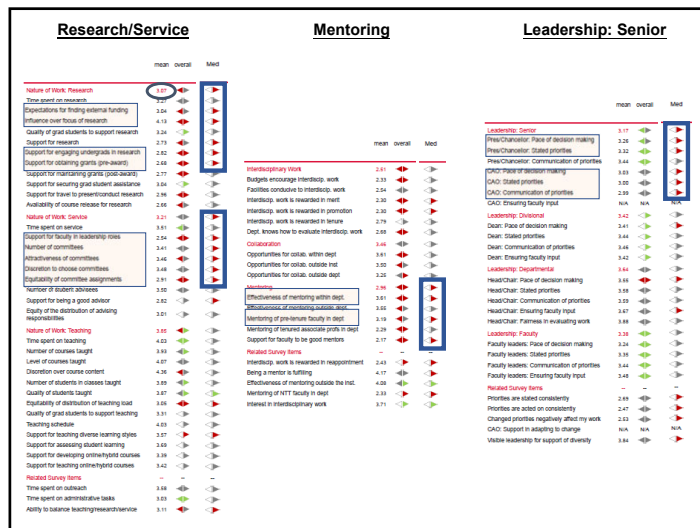 Research/Service
mean overall Med
Nature of Work: Research 3.07
Time spent on research 3.27
Expectations for finding external funding 3.04
Influence over focus of research 4.13
Quality of grad students to support research 3.24
Support for research 2.73
Support for engaging undergrads in research 2.82
Support for obtaining grants (pre-award) 2.68
Support for maintaining grants (post-award) 2.77
Support for securing grad student assistance 3.04
Support for travel to present/conduct research 2.96
Availability of course release for research 2.66
Nature of Work: Service 3.21
Time spent on service 3.51
Support for faculty in leadership roles 2.54
Number of committees 3.41
Attractiveness of committees 3.46
Discretion to choose committees 3.48
Equitability of committee assignments 2.91
Number of student advisees 3.50
Support for being a good advisor 2.82
Equity of the distribution of advising
responsibilities 3.01
Nature of Work: Teaching 3.85
Time spent on teaching 4.03
Number of courses taught 3.93
Level of courses taught 4.07
Discretion over course content 4.36
Number of students in classes taught 3.89
Quality of students taught 3.87
Equitability of distribution of teaching load 3.05
Quality of grad students to support teaching 3.31
Teaching schedule 4.03
Support for teaching diverse learning styles 3.57
Support for assessing student learning 3.69
Support for developing online/hybrid courses 3.39
Support for teaching online/hybrid courses 3.42
Related Survey Items – – –
Time spent on outreach 3.68
Time spent on administrative tasks 3.03
Ability to balance teaching/research/service 3.11
Mentoring
mean overall Med
Interdisciplinary Work 2.61
Budgets encourage interdiscip. work 2.33
Facilities conducive to interdiscip. work 2.54
Interdiscip. work is rewarded in merit 2.30
Interdiscip. work is rewarded in promotion 2.30
Interdiscip. work is rewarded in tenure 2.79
Dept. knows how to evaluate interdiscip. work 2.68
Collaboration 3.46
Opportunities for collab. within dept 3.61
Opportunities for collab. outside inst 3.50
Opportunities for collab. outside dept 3.25
Mentoring 2.96
Effectiveness of mentoring within dept. 3.61
Effectiveness of mentoring outside dept.
Mentoring of pre-tenure faculty in dept 3.19
Mentoring of tenured associate profs in dept 2.29
Support for faculty to be good mentors 2.17
Related Survey Items – –
Interdiscip. work is rewarded in reappointment 2.43
Being a mentor is fulfilling 4.17
Effectiveness of mentoring outside the inst. 4.08
Mentoring of NTT faculty in dept 2.33
Interest in interdisciplinary work 3.71
Leadership: Senior
mean overall Med
Leadership: Senior 3.17
Pres/Chancellor: Pace of decision making 3.28
Pres/Chancellor: Stated priorities 3.32
Pres/Chancellor: Communication of priorities 3.44
CAO: Pace of decision making 3.03
CAO: Stated priorities 3.00
CAO: Communication of priorities 2.99
CAO: Ensuring faculty input N/A N/A N/A
Leadership: Divisional 3.42
Dean: Pace of decision making 3.41
Dean: Stated priorities 3.44
Dean: Communication of priorities 3.46
Dean: Ensuring faculty input 3.42
Leadership: Departmental 3.64
Head/Chair: Pace of decision making 3.55
Head/Chair: Stated priorities 3.58
Head/Chair: Communication of priorities 3.59
Head/Chair: Ensuring faculty input 3.67
Head/Chair: Fairness in evaluating work 3.88
Leadership: Faculty 3.38
Faculty leaders: Pace of decision making 3.24
Faculty leaders: Stated priorities 3.35
Faculty leaders: Communication of priorities 3.44
Faculty leaders: Ensuring faculty input 3.48
Related Survey Items – – –
Priorities are stated consistently 2.69
Priorities are acted on consistently 2.47
Changed priorities negatively affect my work 2.53
CAO: Support in adapting to change N/A N/A N/A
Visible leadership for support of diversity 3.84